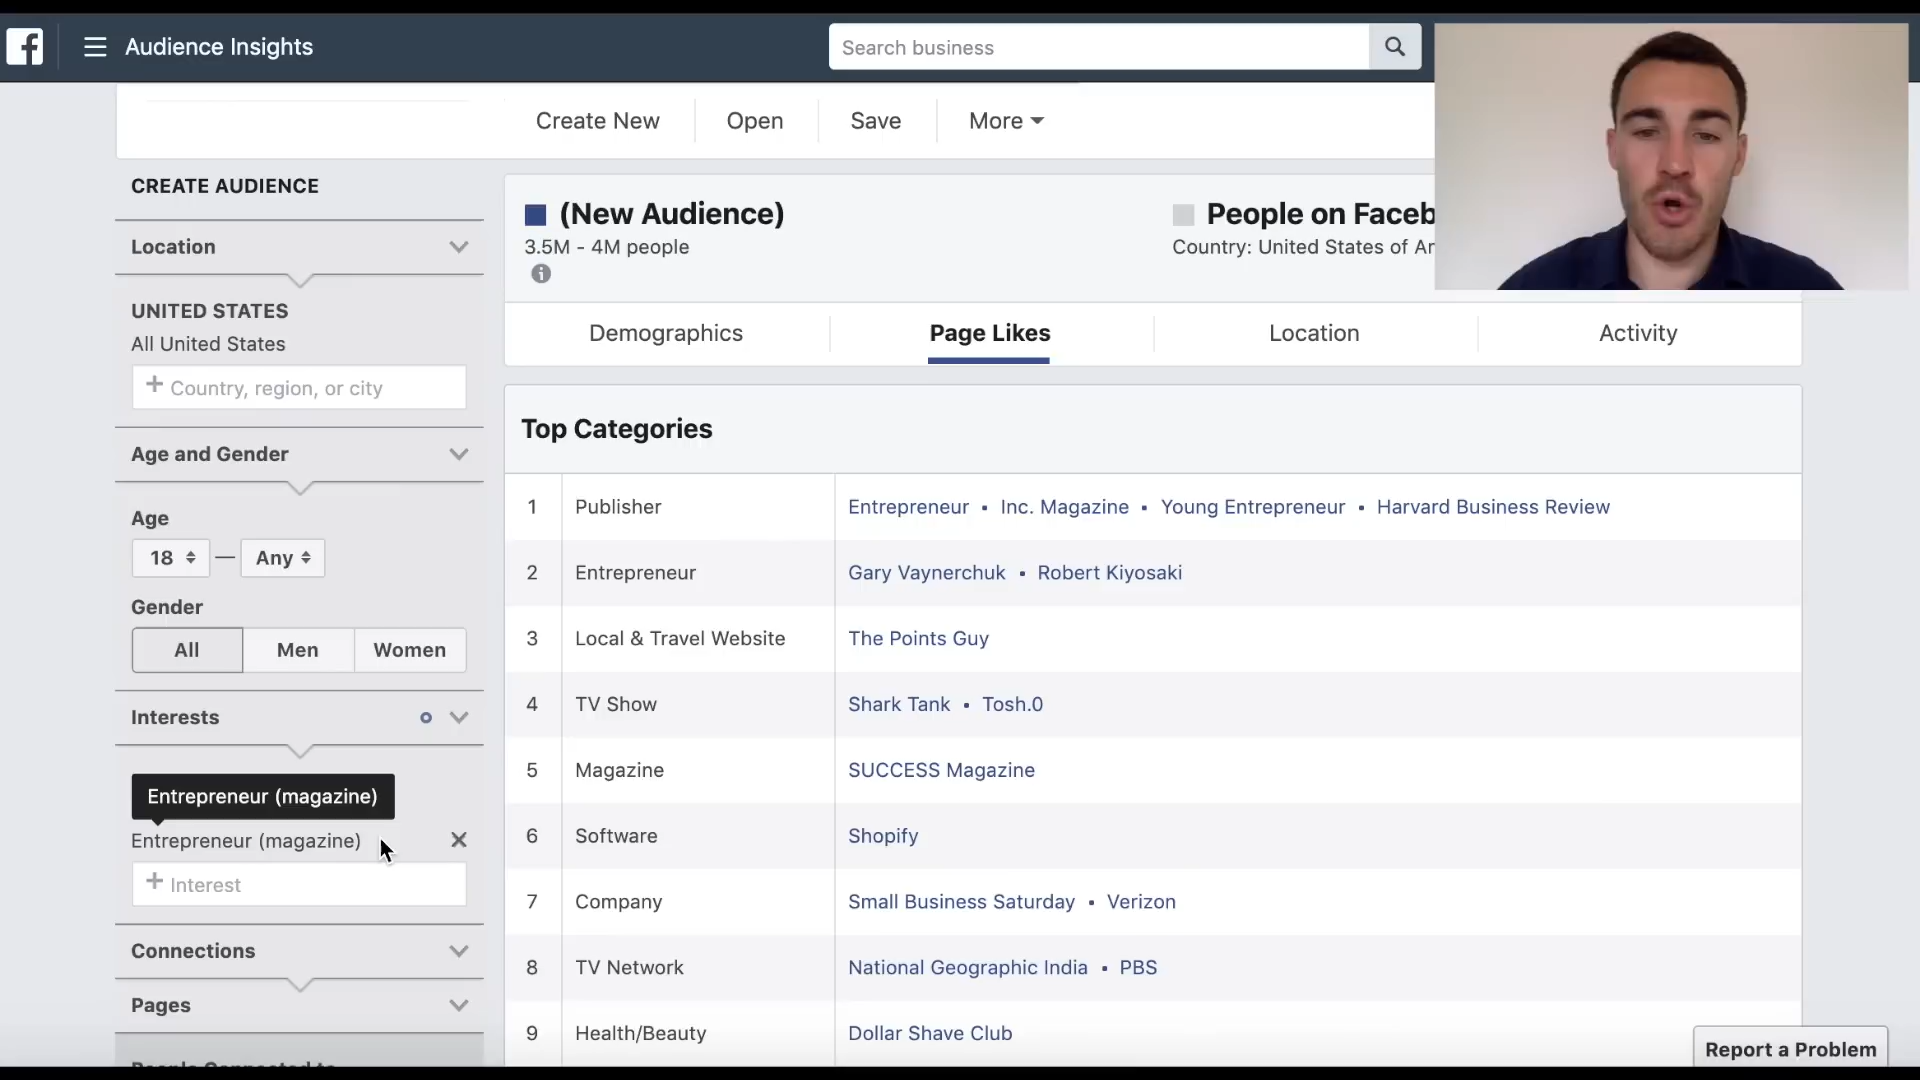 Audience Insights
Search business
Create New Open Save More
CREATE AUDIENCE
Location
UNITED STATES
All United States
+ Country, region, or city
Age and Gender
Age
18 — Any
Gender
All Men Women
Interests
Entrepreneur (magazine)
Entrepreneur (magazine)
+ Interest
Connections
Pages
People Connected to
(New Audience)
3.5M - 4M people
People on Faceb
Country: United States of Ar
Demographics Page Likes Location Activity
Top Categories
1 Publisher Entrepreneur • Inc. Magazine • Young Entrepreneur • Harvard Business Review
2 Entrepreneur Gary Vaynerchuk • Robert Kiyosaki
3 Local & Travel Website The Points Guy
4 TV Show Shark Tank • Tosh.0
5 Magazine SUCCESS Magazine
6 Software Shopify
7 Company Small Business Saturday • Verizon
8 TV Network National Geographic India • PBS
9 Health/Beauty Dollar Shave Club
Report a Problem